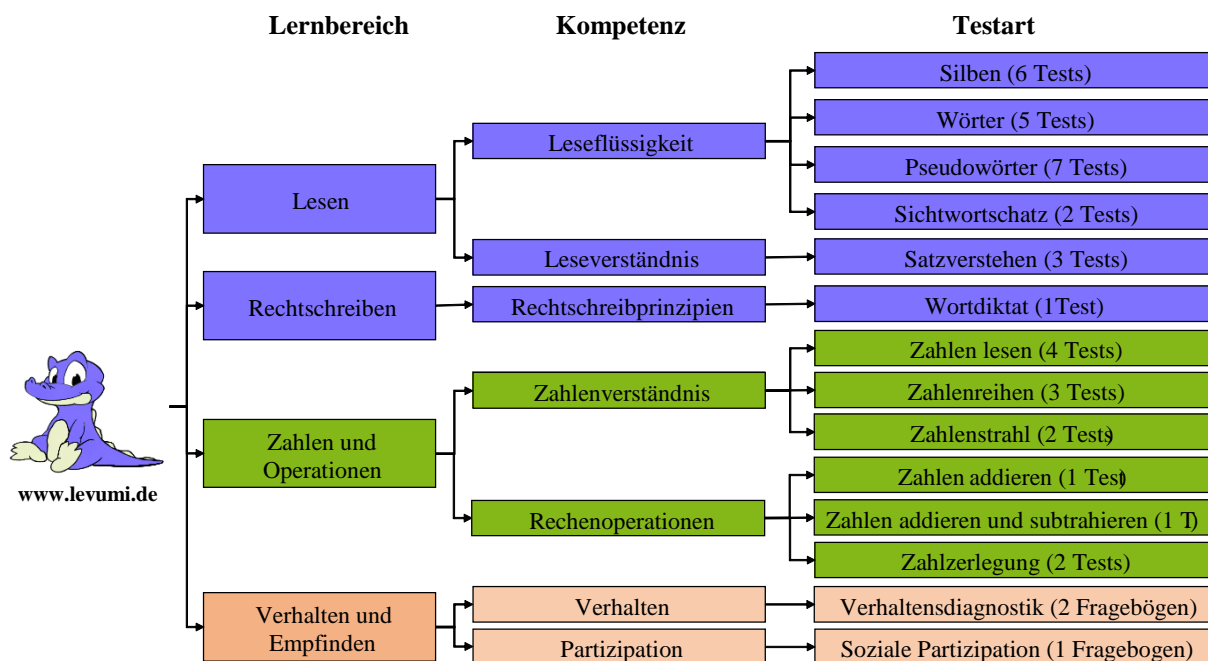 Lernbereich
Kompetenz
Testart
Lesen
Leseflüssigkeit
Silben (6 Tests)
Wörter (5 Tests)
Pseudowörter (7 Tests)
Sichtwortschatz (2 Tests)
Leseverständnis
Satzverstehen (3 Tests)
Rechtschreiben
Rechtschreibprinzipien
Wortdiktat (1Test)
Zahlen und
Operationen
Zahlenverständnis
Zahlen lesen (4 Tests)
Zahlenreihen (3 Tests)
Zahlenstrahl (2 Tests)
Rechenoperationen
Zahlen addieren (1 Test)
Zahlen addieren und subtrahieren (1 T)
Zahlzerlegung (2 Tests)
Verhalten und
Empfinden
Verhalten
Verhaltensdiagnostik (2 Fragebögen)
Partizipation
Soziale Partizipation (1 Fragebogen)
www.levumi.de